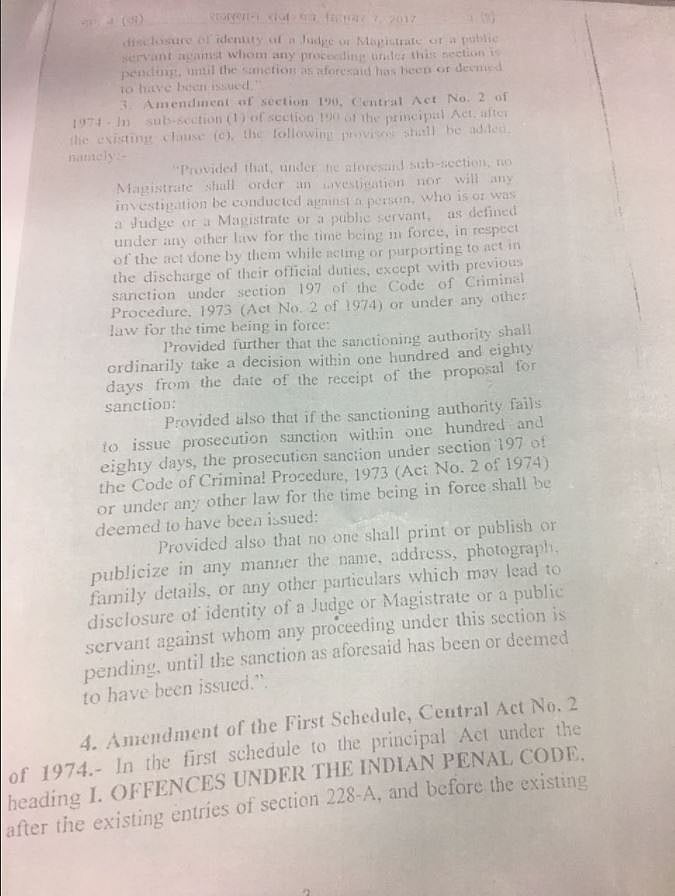 4 (अ) राजस्थान राज-पत्र, सितम्बर 7, 2017
disclosure of identity of a Judge or Magistrate or a public
servant against whom any proceeding under this section is
pending, until the sanction as aforesaid has been or deemed
to have been issued.".
3. Amendment of section 190, Central Act No. 2 of
1974.- In sub-section (1) of section 190 of the principal Act, after
the existing clause (c), the following provisos shall be added,
namely:-
"Provided that, under the aforesaid sub-section, no
Magistrate shall order an investigation nor will any
investigation be conducted against a person, who is or was
a Judge or a Magistrate or a public servant, as defined
under any other law for the time being in force, in respect
of the act done by them while acting or purporting to act in
the discharge of their official duties, except with previous
sanction under section 197 of the Code of Criminal
Procedure, 1973 (Act No. 2 of 1974) or under any other
law for the time being in force:
Provided further that the sanctioning authority shall
ordinarily take a decision within one hundred and eighty
days from the date of the receipt of the proposal for
sanction:
Provided also that if the sanctioning authority fails
to issue prosecution sanction within one hundred and
eighty days, the prosecution sanction under section 197 of
the Code of Criminal Procedure, 1973 (Act No. 2 of 1974)
or under any other law for the time being in force shall be
deemed to have been issued:
Provided also that no one shall print or publish or
publicize in any manner the name, address, photograph,
family details, or any other particulars which may lead to
disclosure of identity of a Judge or Magistrate or a public
servant against whom any proceeding under this section is
pending, until the sanction as aforesaid has been or deemed
to have been issued.".
4. Amendment of the First Schedule, Central Act No. 2
of 1974.- In the first schedule to the principal Act under the
heading I. OFFENCES UNDER THE INDIAN PENAL CODE,
after the existing entries of section 228-A, and before the existing